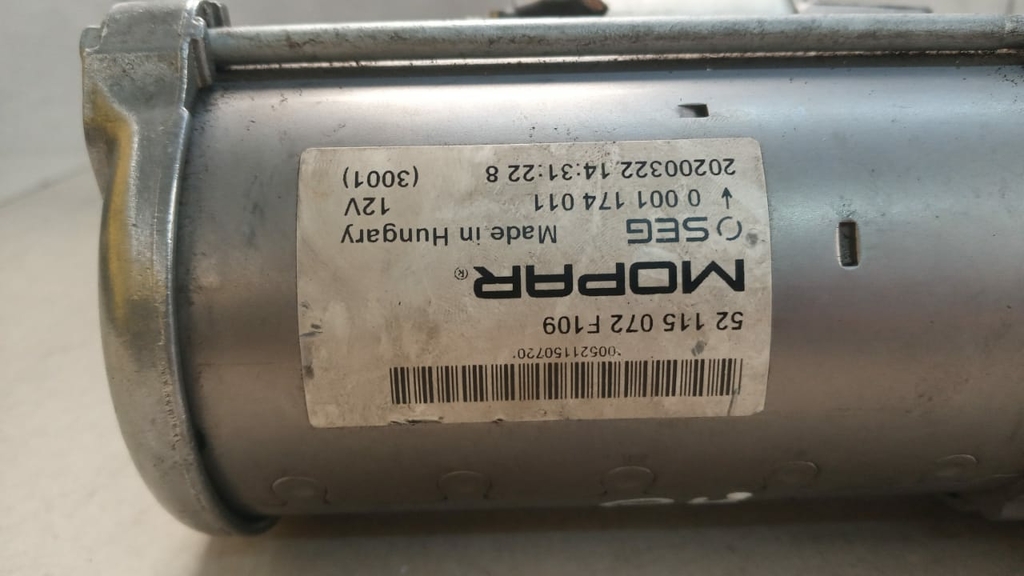 '00521150720'
52 115 072 F109
MOPAR®
SEG Made in Hungary
0 001 174 011 12V
20200322 14:31:22 8 (3001)